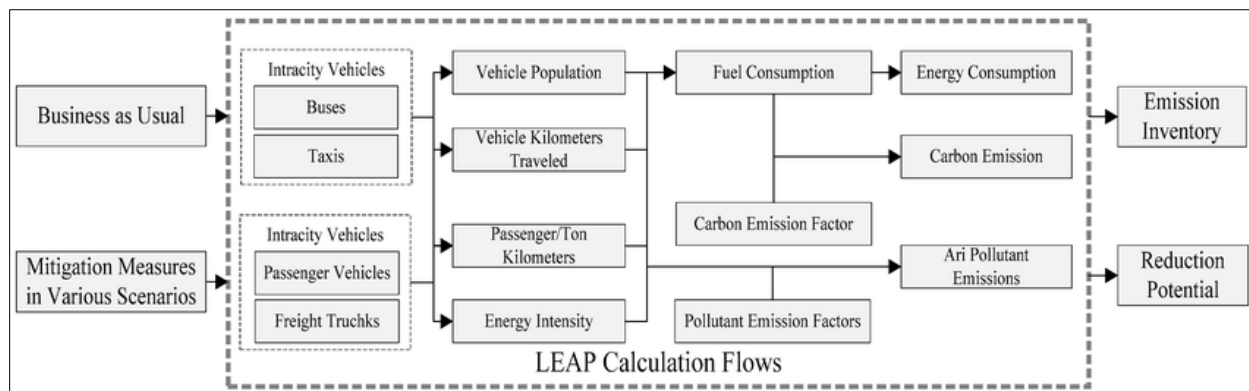 Business as Usual
Mitigation Measures
in Various Scenarios
Intracity Vehicles
Buses
Taxis
Intracity Vehicles
Passenger Vehicles
Freight Truchks
Vehicle Population
Vehicle Kilometers
Traveled
Passenger/Ton
Kilometers
Energy Intensity
Fuel Consumption
Carbon Emission Factor
Pollutant Emission Factors
Energy Consumption
Carbon Emission
Ari Pollutant
Emissions
LEAP Calculation Flows
Emission
Inventory
Reduction
Potential